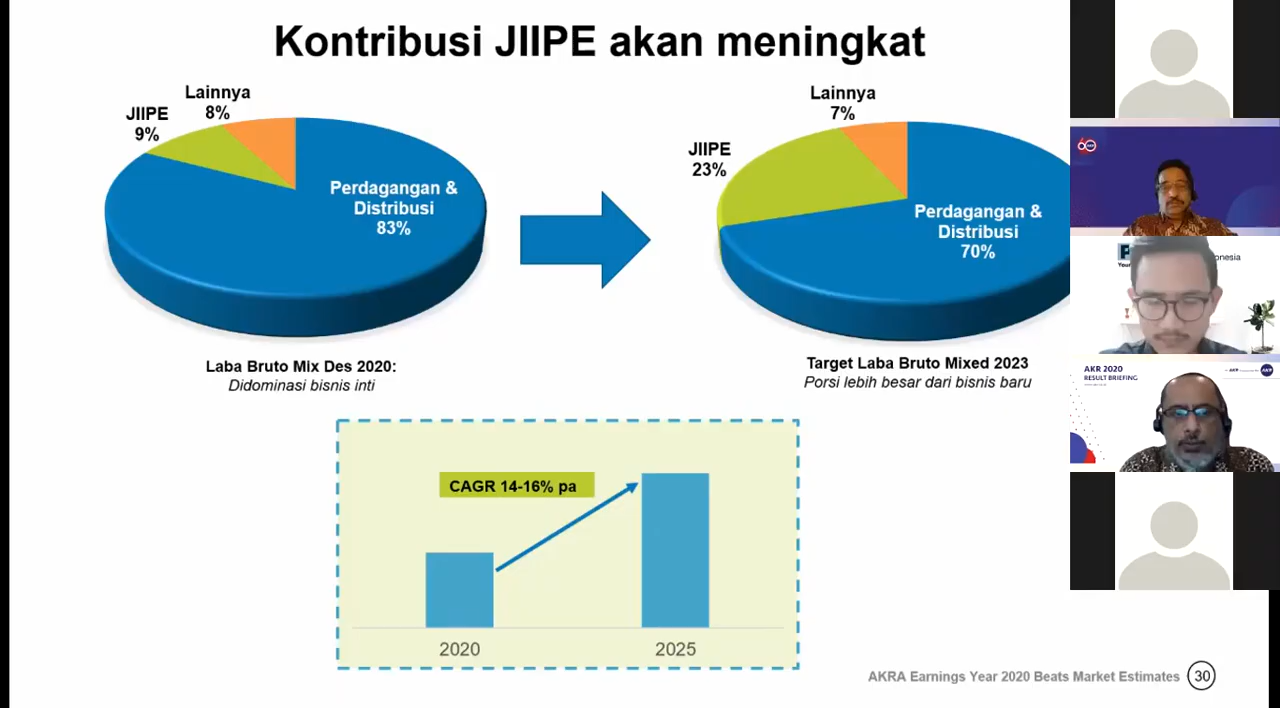 Kontribusi JIIPE akan meningkat
Lainnya
8%
JIIPE
9%
Perdagangan &
Distribusi
83%
Laba Bruto Mix Des 2020:
Didominasi bisnis inti
Lainnya
7%
JIIPE
23%
Perdagangan &
Distribusi
70%
Target Laba Bruto Mixed 2023
Porsi lebih besar dari bisnis baru
CAGR 14-16% pa
2020
2025
AKRA Earnings Year 2020 Beats Market Estimates
30
AKR 2020
RESULT BRIEFING